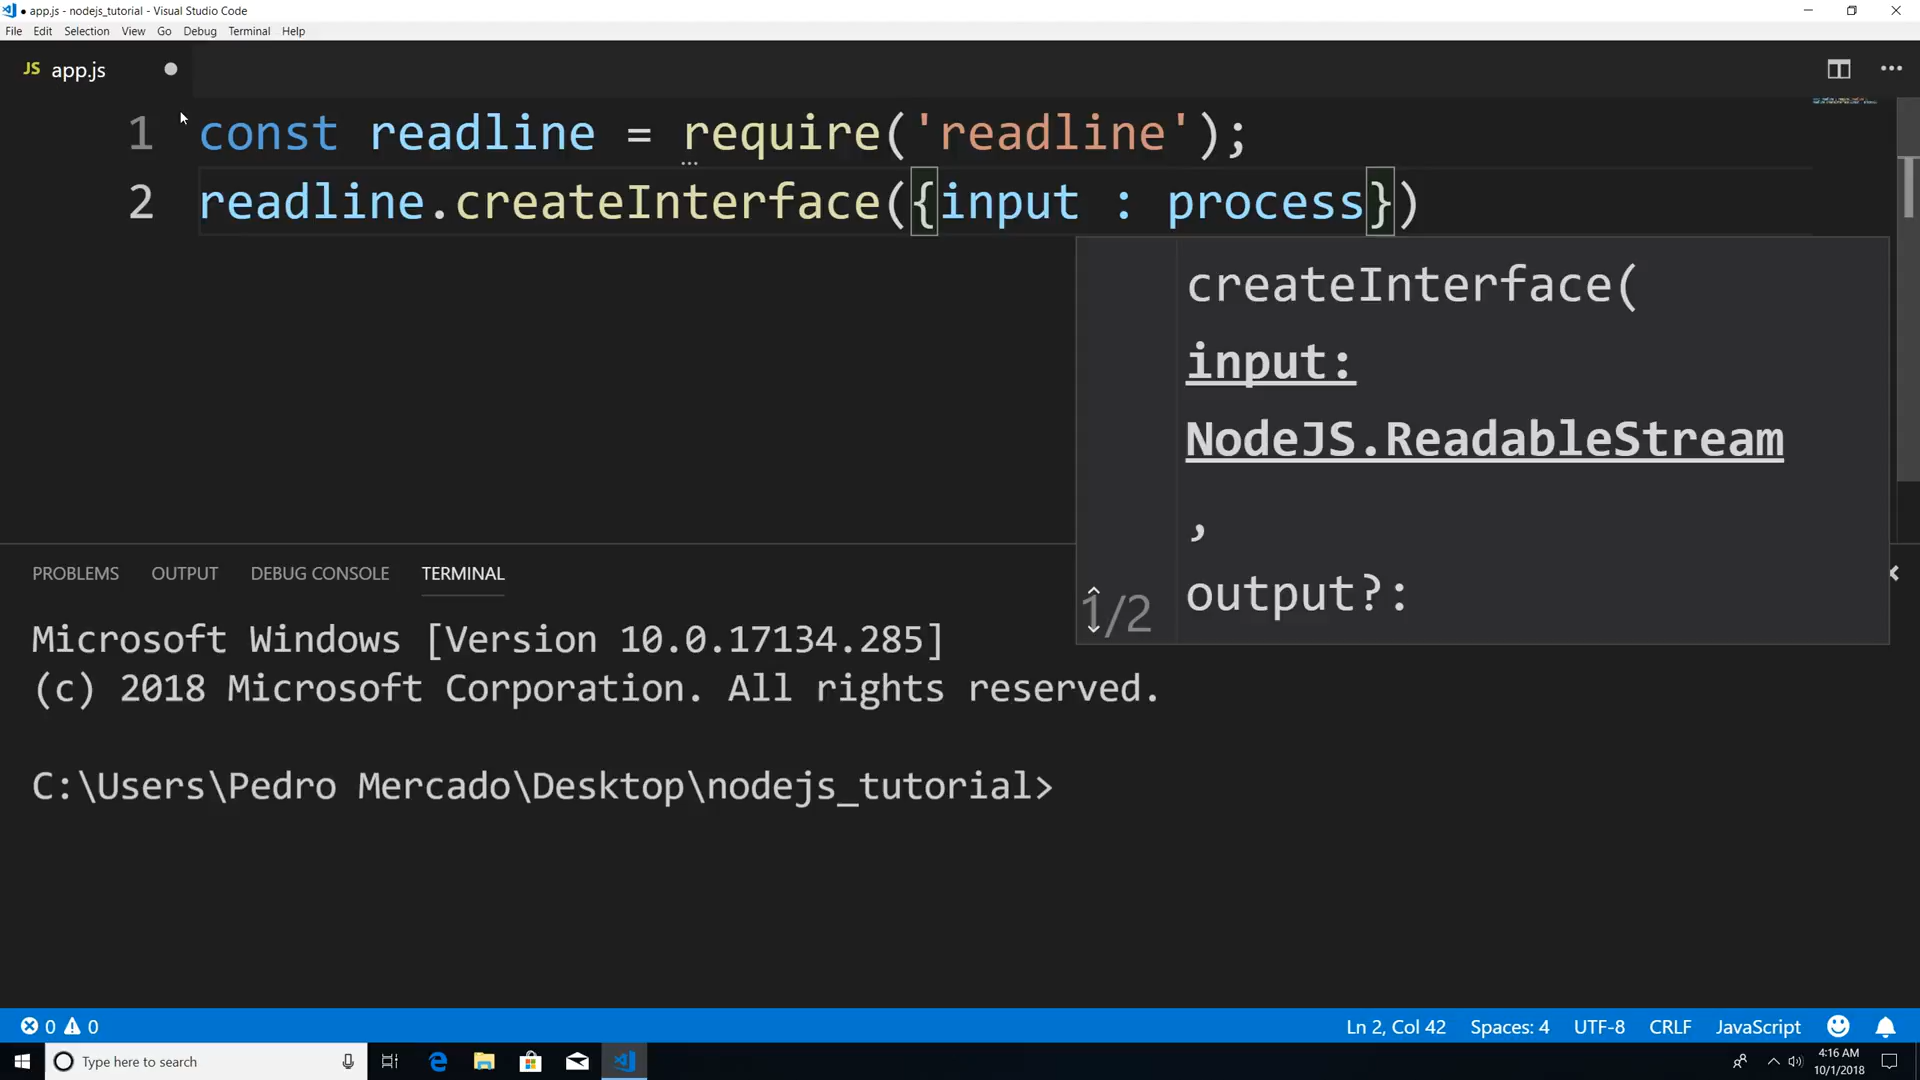 ● app.js - nodejs_tutorial - Visual Studio Code
File Edit Selection View Go Debug Terminal Help
JS app.js
1 const readline = require('readline');
2 readline.createInterface({input : process})
createInterface(
input:
NodeJS.ReadableStream
,
output?:
1/2
PROBLEMS OUTPUT DEBUG CONSOLE TERMINAL
Microsoft Windows [Version 10.0.17134.285]
(c) 2018 Microsoft Corporation. All rights reserved.
C:\Users\Pedro Mercado\Desktop\nodejs_tutorial>
0 0 Ln 2, Col 42 Spaces: 4 UTF-8 CRLF JavaScript
Type here to search
4:16 AM
10/1/2018